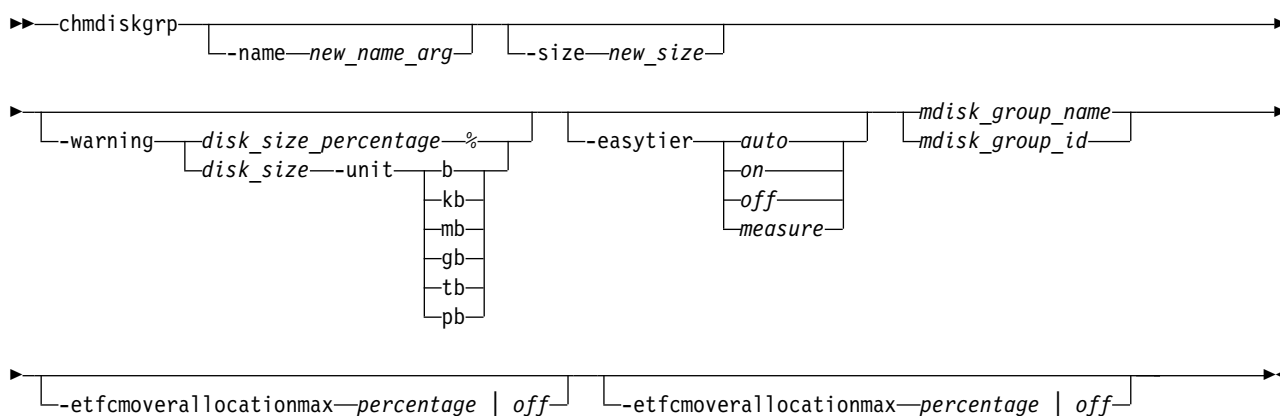 chmdiskgrp
-name new_name_arg -size new_size
-warning disk_size_percentage % -easytier auto mdisk_group_name
disk_size -unit b on mdisk_group_id
kb off
mb measure
gb
tb
pb
-etfcmoverallocationmax percentage | off -etfcmoverallocationmax percentage | off